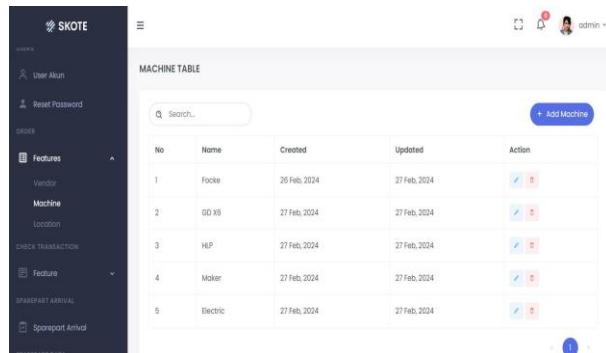 SKOTE
USERS
User Akun
Reset Password
ORDER
Features
Vendor
Machine
Location
CHECK TRANSACTION
Feature
SPAREPART ARRIVAL
Sparepart Arrival
admin
MACHINE TABLE
Search...
+ Add Machine
No Name Created Updated Action
1 Focke 26 Feb, 2024 27 Feb, 2024
2 GD X6 27 Feb, 2024 27 Feb, 2024
3 HLP 27 Feb, 2024 27 Feb, 2024
4 Maker 27 Feb, 2024 27 Feb, 2024
5 Electric 27 Feb, 2024 27 Feb, 2024
1